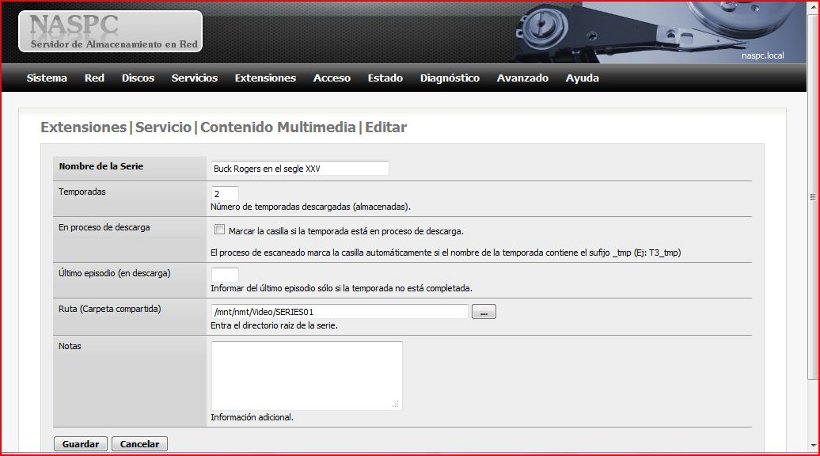 NASPC
Servidor de Almacenamiento en Red
naspc.local
Sistema Red Discos Servicios Extensiones Acceso Estado Diagnóstico Avanzado Ayuda
Extensiones|Servicio|Contenido Multimedia|Editar
Nombre de la Serie Buck Rogers en el segle XXV
Temporadas 2
Número de temporadas descargadas (almacenadas).
En proceso de descarga Marcar la casilla si la temporada está en proceso de descarga.
El proceso de escaneado marca la casilla automáticamente si el nombre de la temporada contiene el sufijo _tmp (Ej: T3_tmp)
Último episodio (en descarga)
Informar del último episodio sólo si la temporada no está completada.
Ruta (Carpeta compartida) /mnt/nmt/Video/SERIES01 ...
Entra el directorio raiz de la serie.
Notas
Información adicional.
Guardar Cancelar